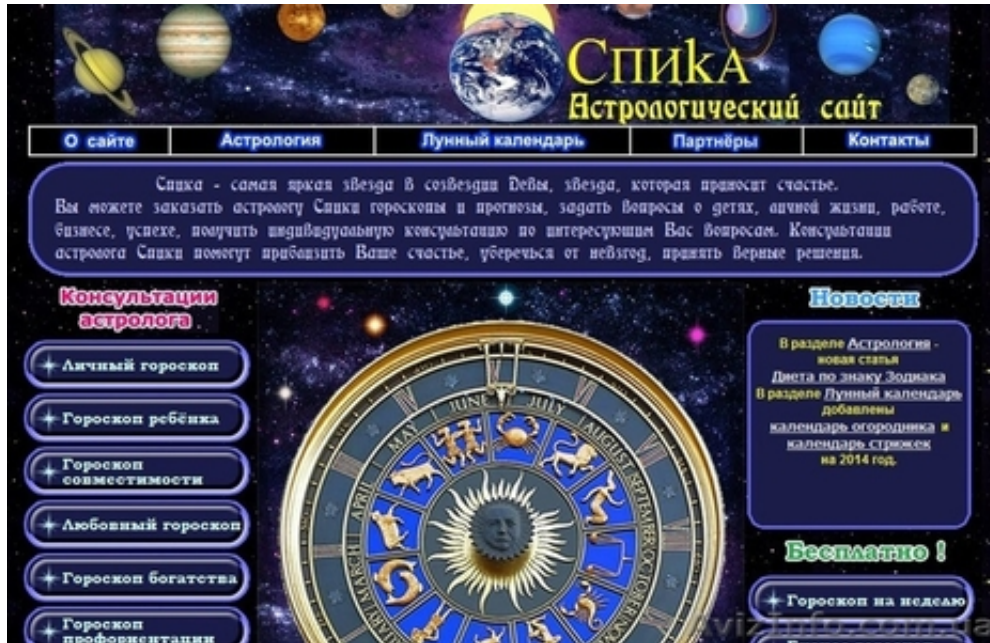 Спика
Астрологический сайт
О сайте
Астрология
Лунный календарь
Партнёры
Контакты
Спика - самая яркая звезда в созвездии Девы, звезда, которая приносит счастье.
Вы можете заказать астрологу Спики гороскопы и прогнозы, задать вопросы о детях, личной жизни, работе,
бизнесе, успехе, получить индивидуальную консультацию по интересующим Вас вопросам. Консультации
астролога Спики помогут приблизить Ваше счастье, уберечься от невзгод, принять верные решения.
Консультации
астролога
Личный гороскоп
Гороскоп ребёнка
Гороскоп
совместимости
Любовный гороскоп
Гороскоп богатства
Гороскоп
профориентации
MARCH
APRIL
MAY
JUNE
JULY
AUGUST
SEPTEMBER
OCTOBER
Новости
В разделе Астрология -
новая статья
Диета по знаку Зодиака
В разделе Лунный календарь
добавлены
календарь огородника и
календарь стрижек
на 2014 год.
Бесплатно !
Гороскоп на неделю